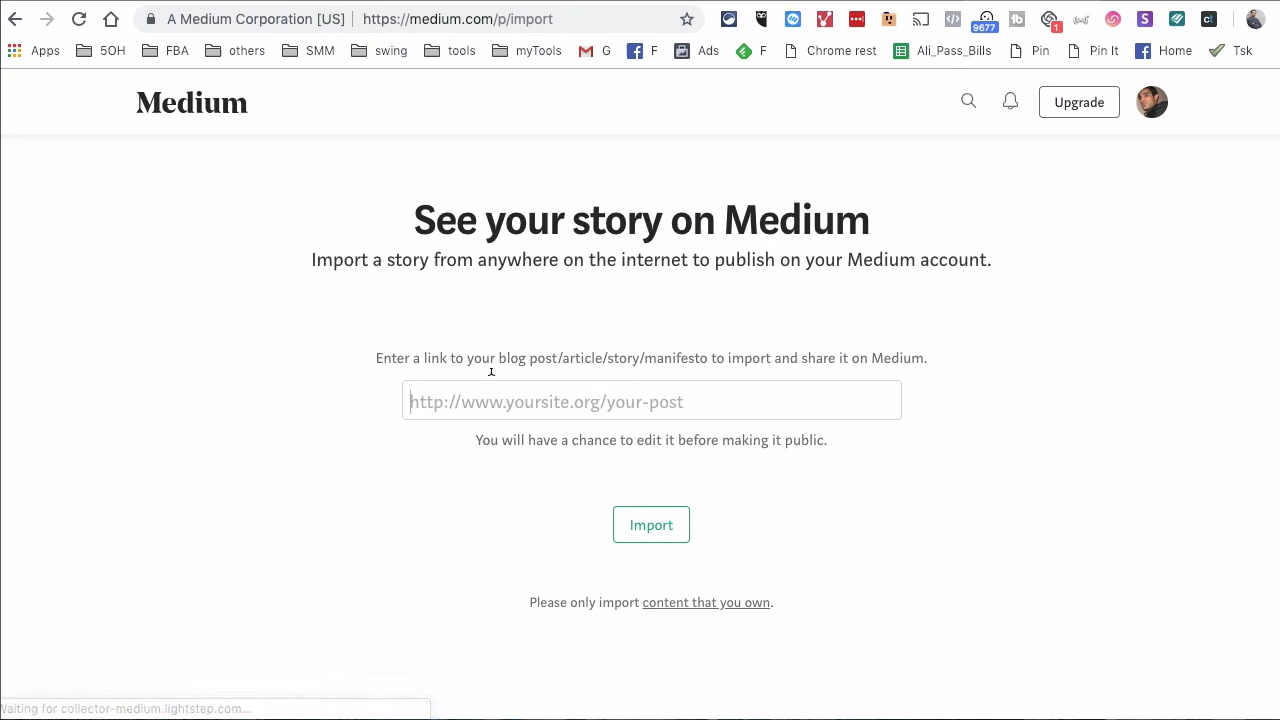 A Medium Corporation [US] https://medium.com/p/import
9677
tb
1
S
ct
Apps 5OH FBA others SMM swing tools myTools G F Ads F Chrome rest Ali_Pass_Bills Pin Pin It Home Tsk
Medium
Upgrade
See your story on Medium
Import a story from anywhere on the internet to publish on your Medium account.
Enter a link to your blog post/article/story/manifesto to import and share it on Medium.
http://www.yoursite.org/your-post
You will have a chance to edit it before making it public.
Import
Please only import content that you own.
Waiting for collector-medium.lightstep.com...